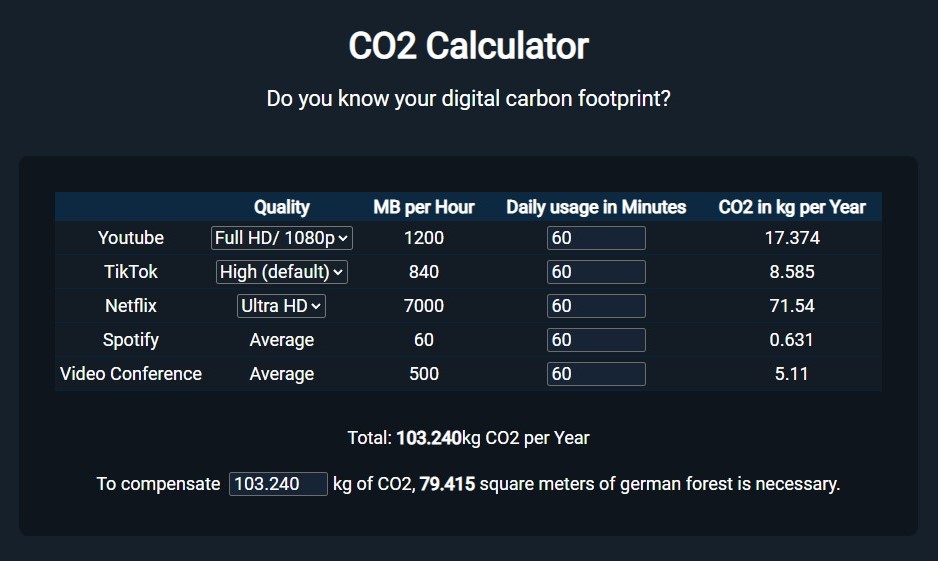 CO2 Calculator
Do you know your digital carbon footprint?
Quality MB per Hour Daily usage in Minutes CO2 in kg per Year
Youtube Full HD/ 1080p 1200 60 17.374
TikTok High (default) 840 60 8.585
Netflix Ultra HD 7000 60 71.54
Spotify Average 60 60 0.631
Video Conference Average 500 60 5.11
Total: 103.240kg CO2 per Year
To compensate 103.240 kg of CO2, 79.415 square meters of german forest is necessary.